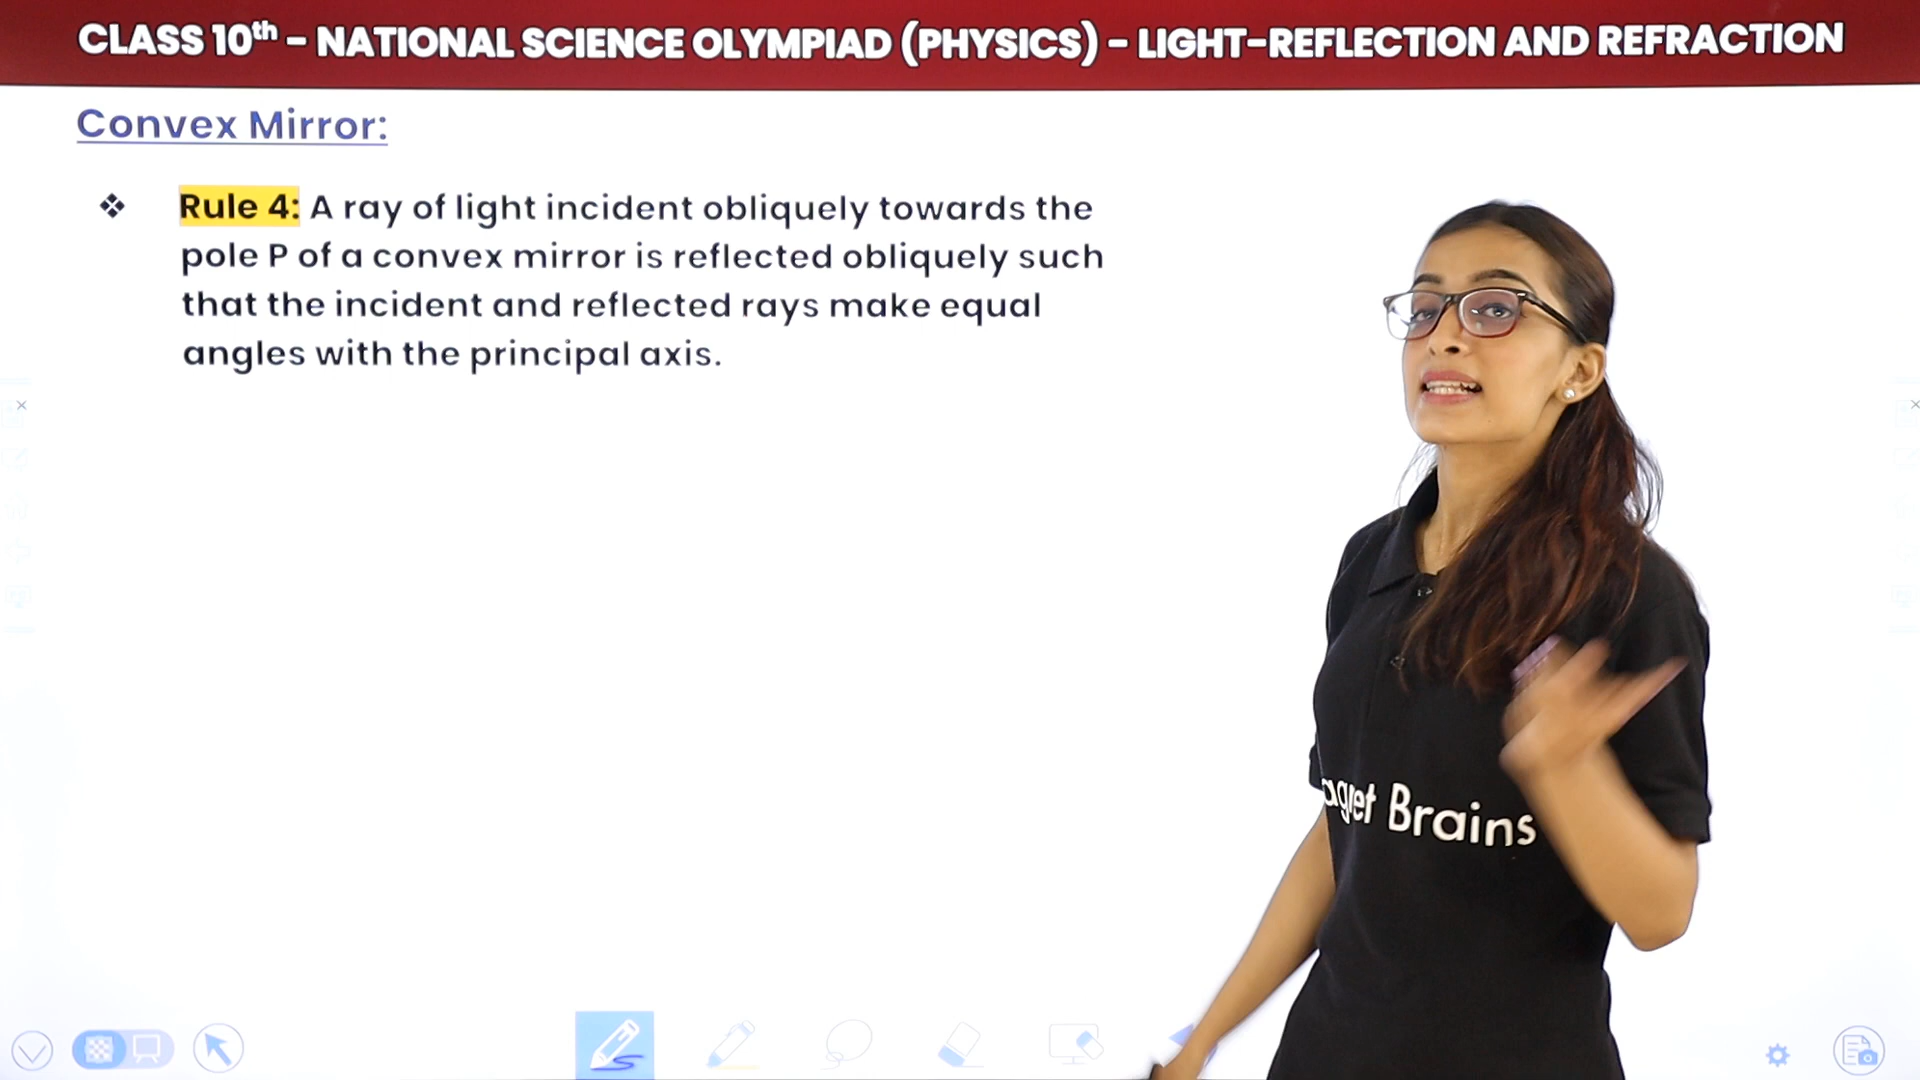 CLASS 10th - NATIONAL SCIENCE OLYMPIAD (PHYSICS) - LIGHT-REFLECTION AND REFRACTION
Convex Mirror:
❖ Rule 4: A ray of light incident obliquely towards the
pole P of a convex mirror is reflected obliquely such
that the incident and reflected rays make equal
angles with the principal axis.
Brains